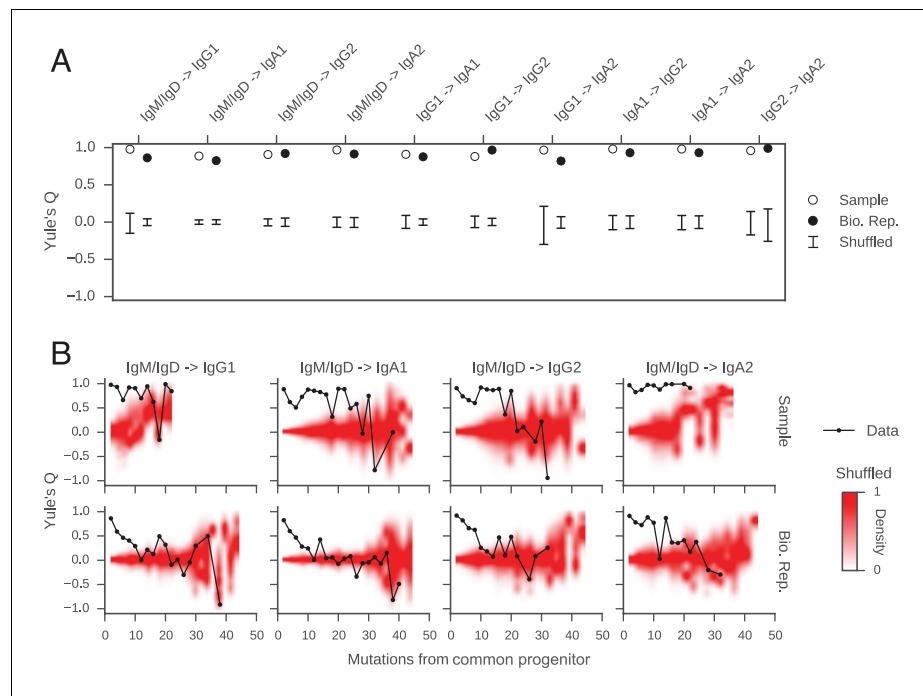 A
IgM/IgD -> IgG1
IgM/IgD -> IgA1
IgM/IgD -> IgG2
IgM/IgD -> IgA2
IgG1 -> IgA1
IgG1 -> IgG2
IgG1 -> IgA2
IgA1 -> IgG2
IgA1 -> IgA2
IgG2 -> IgA2
1.0
0.5
0.0
−0.5
−1.0
Yule's Q
Sample
Bio. Rep.
Shuffled
B
IgM/IgD -> IgG1
IgM/IgD -> IgA1
IgM/IgD -> IgG2
IgM/IgD -> IgA2
1.0
0.5
0.0
−0.5
−1.0
Sample
1.0
0.5
0.0
−0.5
−1.0
Bio. Rep.
Yule's Q
0 10 20 30 40 50
0 10 20 30 40 50
0 10 20 30 40 50
0 10 20 30 40 50
Mutations from common progenitor
Data
Shuffled
1
0
Density